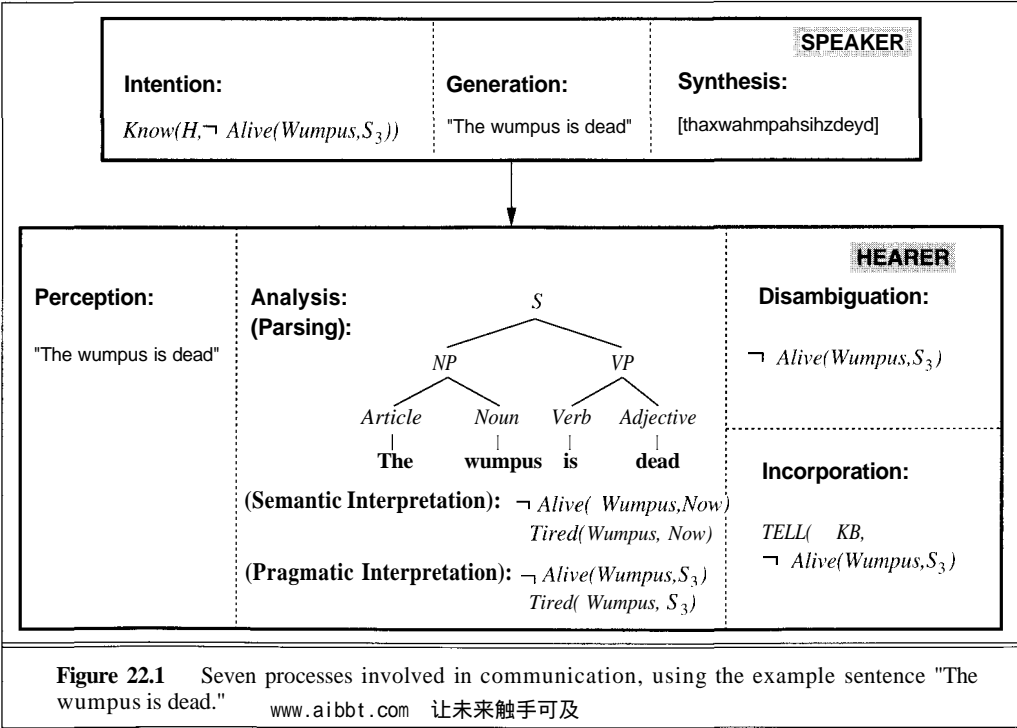 SPEAKER
Intention:
Know(H,¬ Alive(Wumpus,S3))
Generation:
"The wumpus is dead"
Synthesis:
[thaxwahmpahsihzdeyd]
HEARER
Perception:
"The wumpus is dead"
Analysis:
(Parsing):
S
NP VP
Article Noun Verb Adjective
The wumpus is dead
(Semantic Interpretation): ¬ Alive( Wumpus,Now)
Tired(Wumpus, Now)
(Pragmatic Interpretation): ¬ Alive(Wumpus,S3)
Tired( Wumpus, S3)
Disambiguation:
¬ Alive(Wumpus,S3)
Incorporation:
TELL( KB,
¬ Alive(Wumpus,S3)
Figure 22.1 Seven processes involved in communication, using the example sentence "The
wumpus is dead."
www.aibbt.com 让未来触手可及